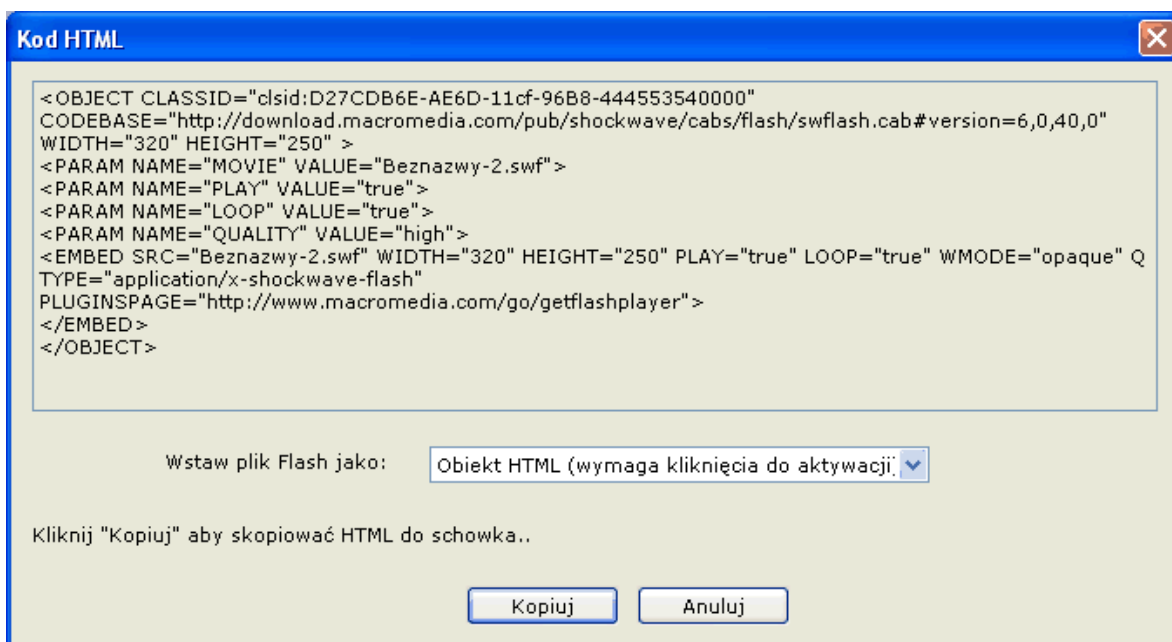 Kod HTML
<OBJECT CLASSID="clsid:D27CDB6E-AE6D-11cf-96B8-444553540000"
CODEBASE="http://download.macromedia.com/pub/shockwave/cabs/flash/swflash.cab#version=6,0,40,0"
WIDTH="320" HEIGHT="250" >
<PARAM NAME="MOVIE" VALUE="Beznazwy-2.swf">
<PARAM NAME="PLAY" VALUE="true">
<PARAM NAME="LOOP" VALUE="true">
<PARAM NAME="QUALITY" VALUE="high">
<EMBED SRC="Beznazwy-2.swf" WIDTH="320" HEIGHT="250" PLAY="true" LOOP="true" WMODE="opaque" Q
TYPE="application/x-shockwave-flash"
PLUGINSPAGE="http://www.macromedia.com/go/getflashplayer">
</EMBED>
</OBJECT>
Wstaw plik Flash jako:
Obiekt HTML (wymaga kliknięcia do aktywacji)
Kliknij "Kopiuj" aby skopiować HTML do schowka..
Kopiuj
Anuluj